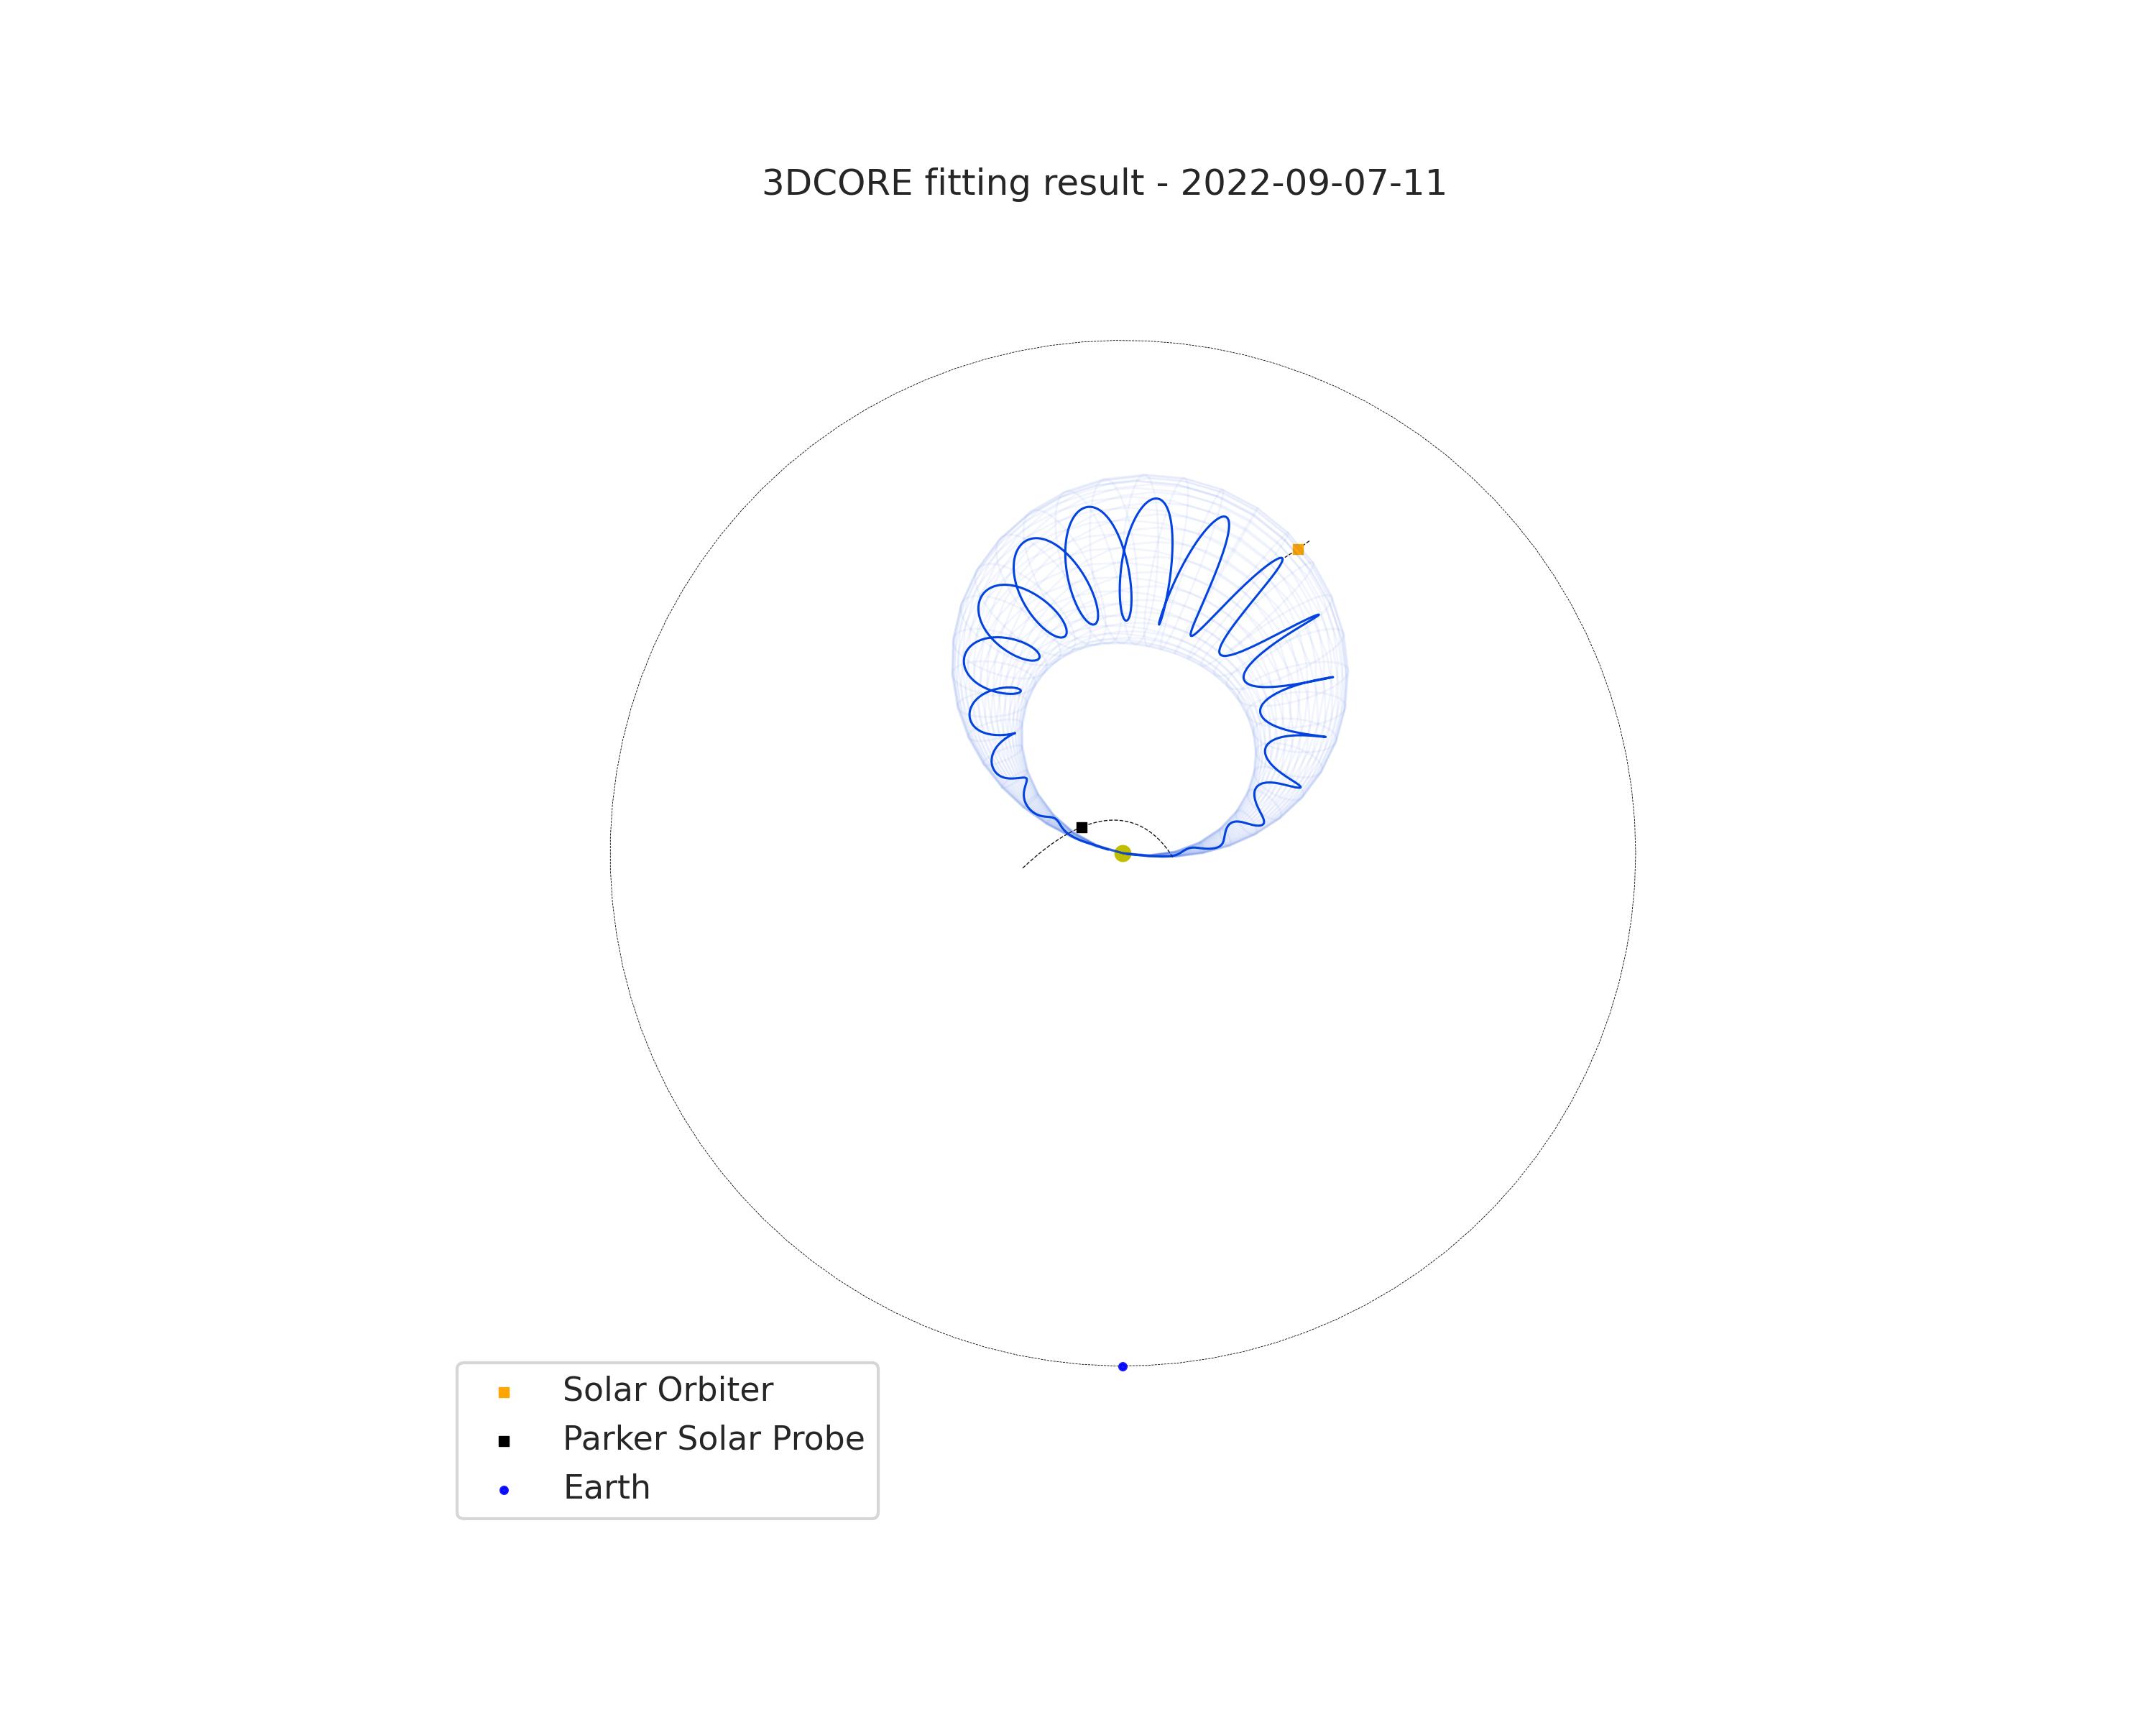 3DCORE fitting result - 2022-09-07-11
Solar Orbiter
Parker Solar Probe
Earth